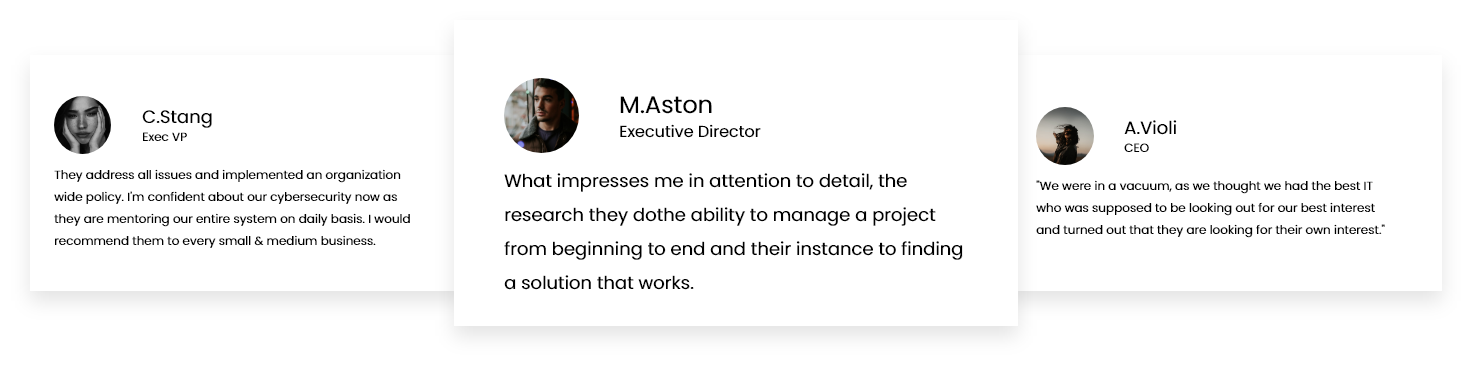 C.Stang
Exec VP
They address all issues and implemented an organization
wide policy. I'm confident about our cybersecurity now as
they are mentoring our entire system on daily basis. I would
recommend them to every small & medium business.
M.Aston
Executive Director
What impresses me in attention to detail, the
research they dothe ability to manage a project
from beginning to end and their instance to finding
a solution that works.
A.Violi
CEO
"We were in a vacuum, as we thought we had the best IT
who was supposed to be looking out for our best interest
and turned out that they are looking for their own interest."